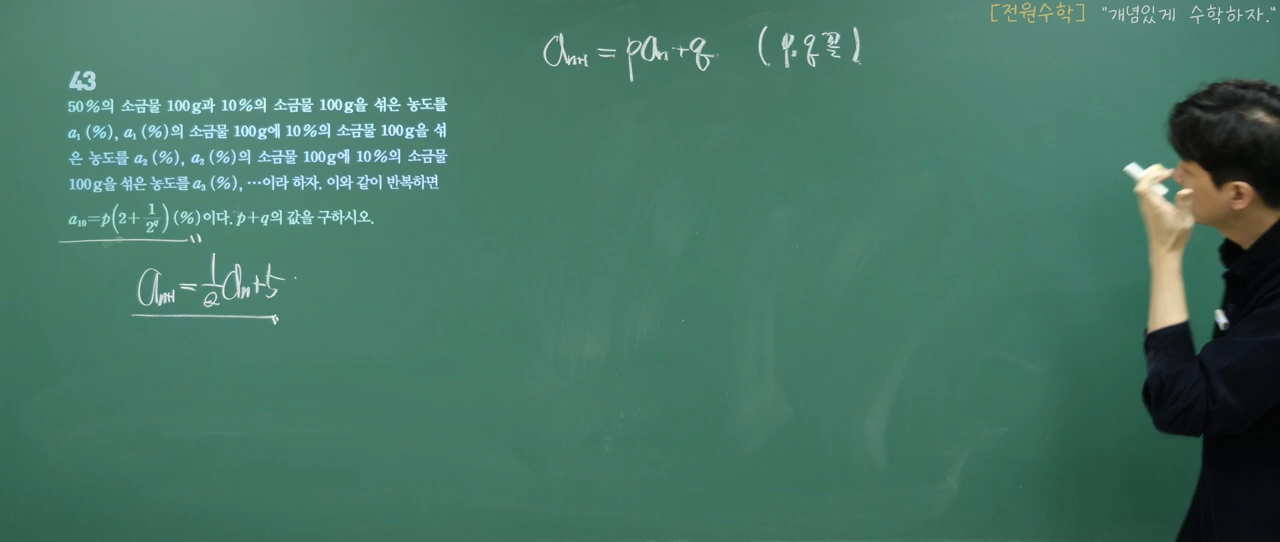 [전원수학] "개념있게 수학하자."
a_{n+1} = pa_n + q (p, q 꼴)
43
50%의 소금물 100g과 10%의 소금물 100g을 섞은 농도를
a₁(%), a₁(%)의 소금물 100g에 10%의 소금물 100g을 섞
은 농도를 a₂(%), a₂(%)의 소금물 100g에 10%의 소금물
100g을 섞은 농도를 a₃(%), …이라 하자. 이와 같이 반복하면
a₁₀=p(2+1/2^q)(%)이다. p+q의 값을 구하시오.
a_{n+1} = 1/2 a_n + 5